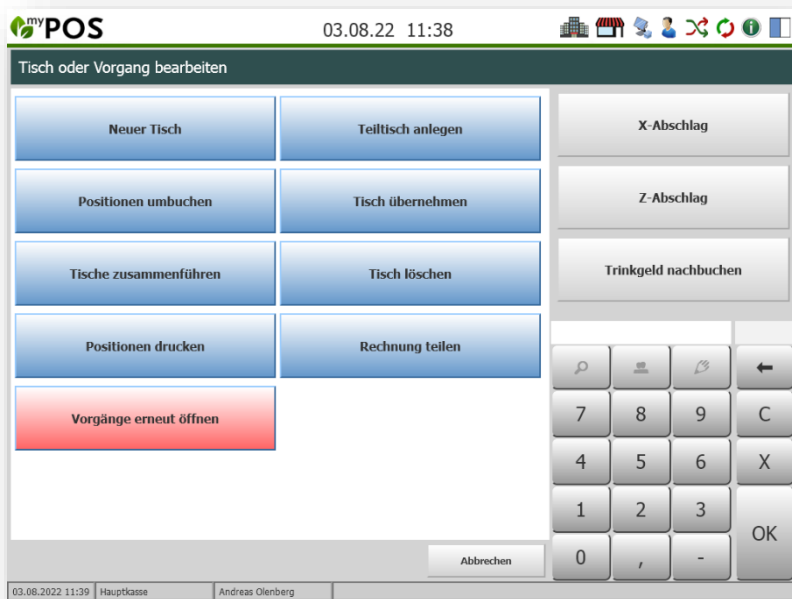 myPOS
03.08.22 11:38
Tisch oder Vorgang bearbeiten
Neuer Tisch
Teiltisch anlegen
X-Abschlag
Positionen umbuchen
Tisch übernehmen
Z-Abschlag
Tische zusammenführen
Tisch löschen
Trinkgeld nachbuchen
Positionen drucken
Rechnung teilen
Vorgänge erneut öffnen
7 8 9 C
4 5 6 X
1 2 3
OK
0 , -
Abbrechen
03.08.2022 11:39 Hauptkasse Andreas Olenberg